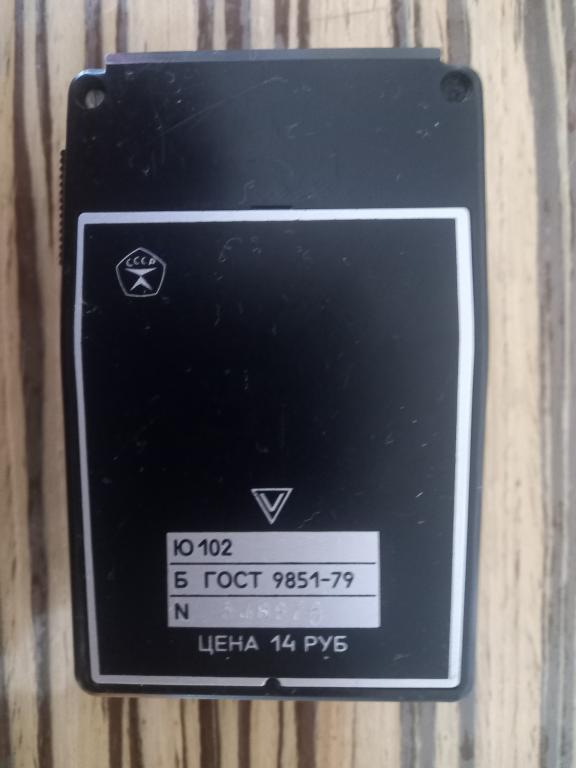 СССР
Ю 102
Б ГОСТ 9851-79
N
ЦЕНА 14 РУБ